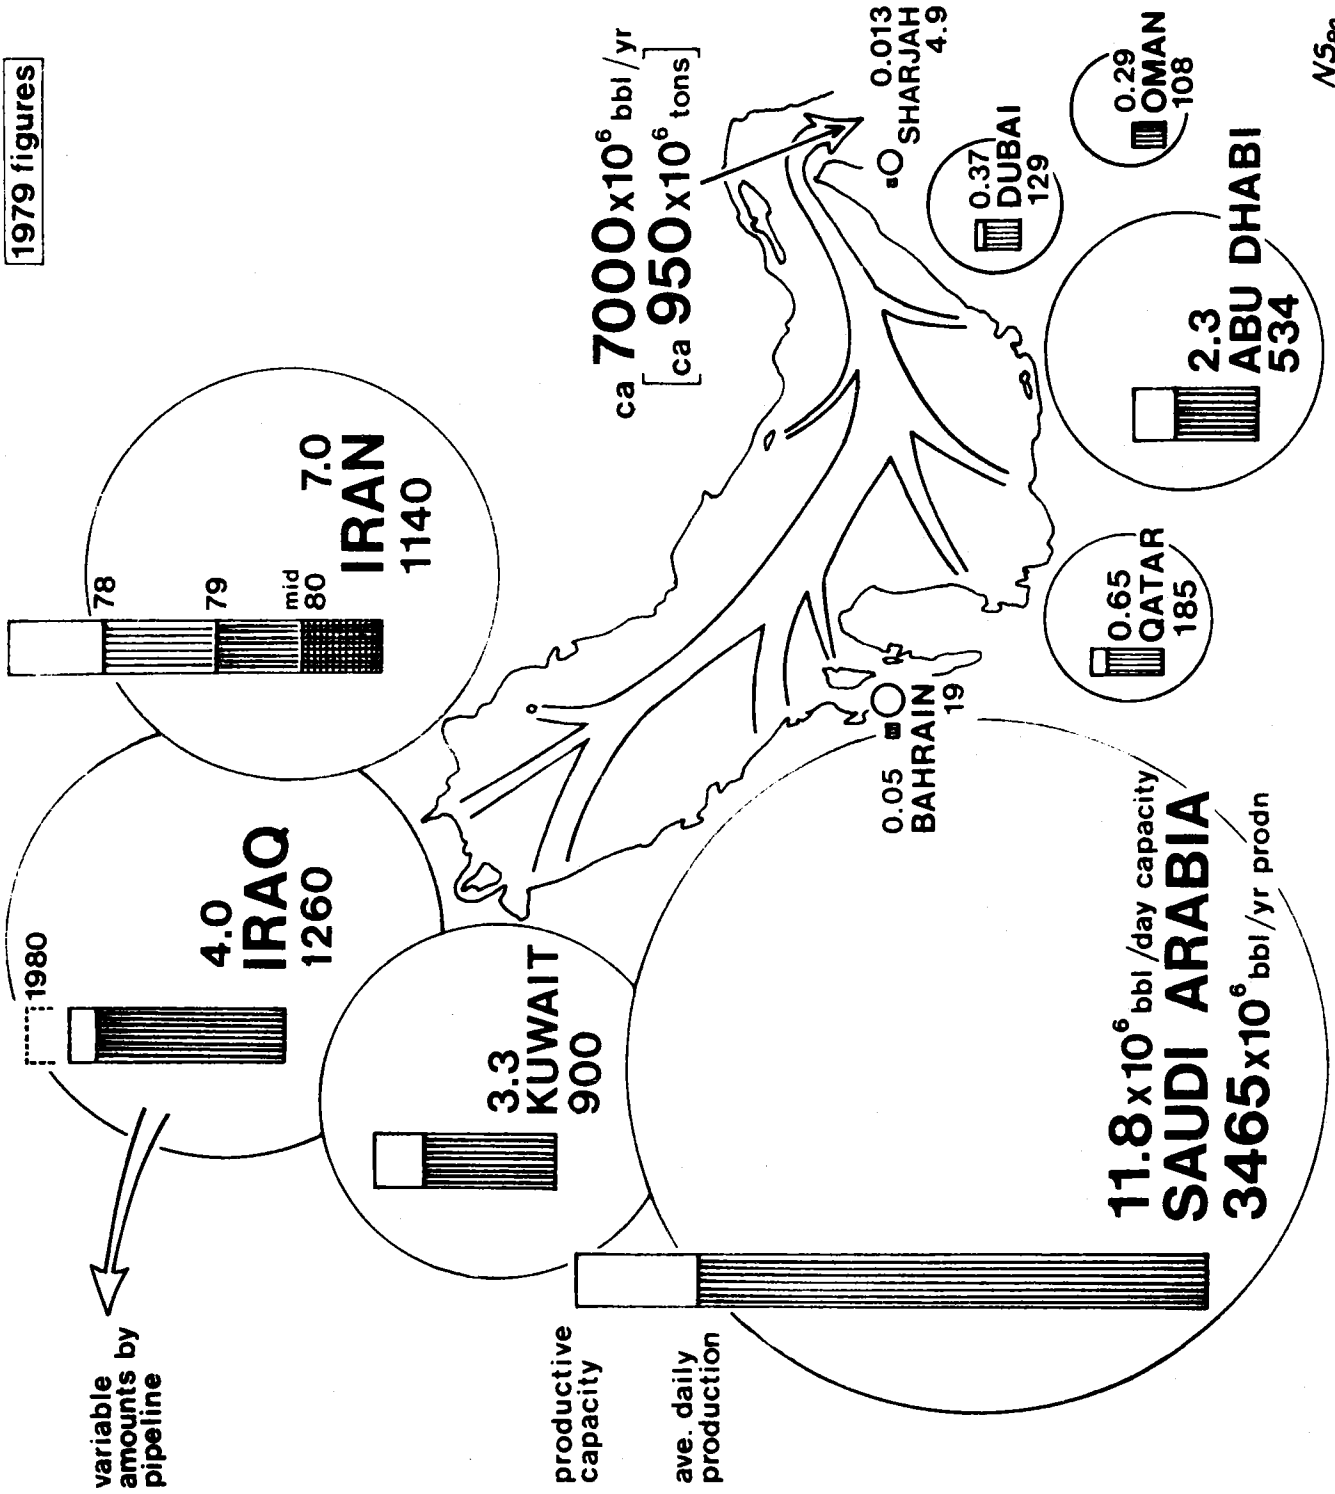 1979 figures
variable
amounts by
pipeline
1980
4.0
IRAQ
1260
78
79
mid
80
7.0
IRAN
1140
3.3
KUWAIT
900
productive
capacity
ave. daily
production
11.8x10⁶ bbl/day capacity
SAUDI ARABIA
3465x10⁶ bbl/yr prodn
ca 7000x10⁶ bbl/yr
[ca 950x10⁶ tons]
0.05
BAHRAIN
19
0.65
QATAR
185
2.3
ABU DHABI
534
0.37
DUBAI
129
0.013
SHARJAH
4.9
0.29
OMAN
108